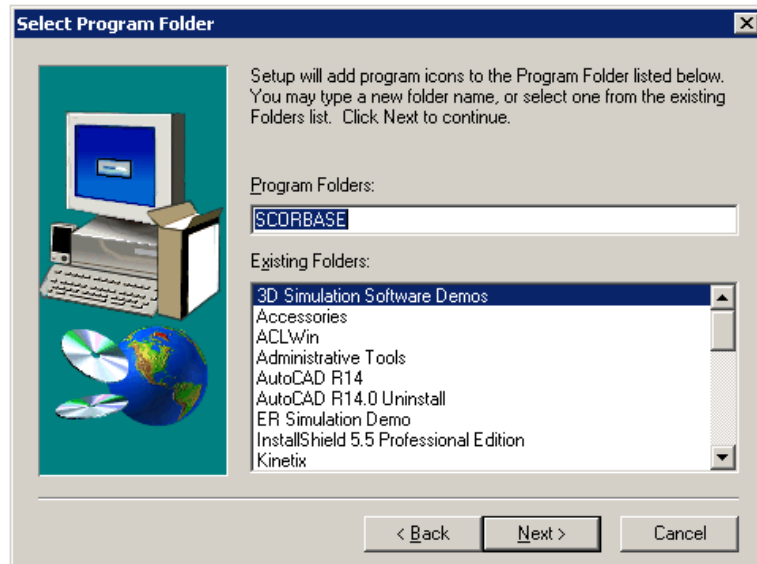 Select Program Folder
Setup will add program icons to the Program Folder listed below.
You may type a new folder name, or select one from the existing
Folders list. Click Next to continue.
Program Folders:
SCORBASE
Existing Folders:
3D Simulation Software Demos
Accessories
ACLWin
Administrative Tools
AutoCAD R14
AutoCAD R14.0 Uninstall
ER Simulation Demo
InstallShield 5.5 Professional Edition
Kinetix
< Back
Next >
Cancel